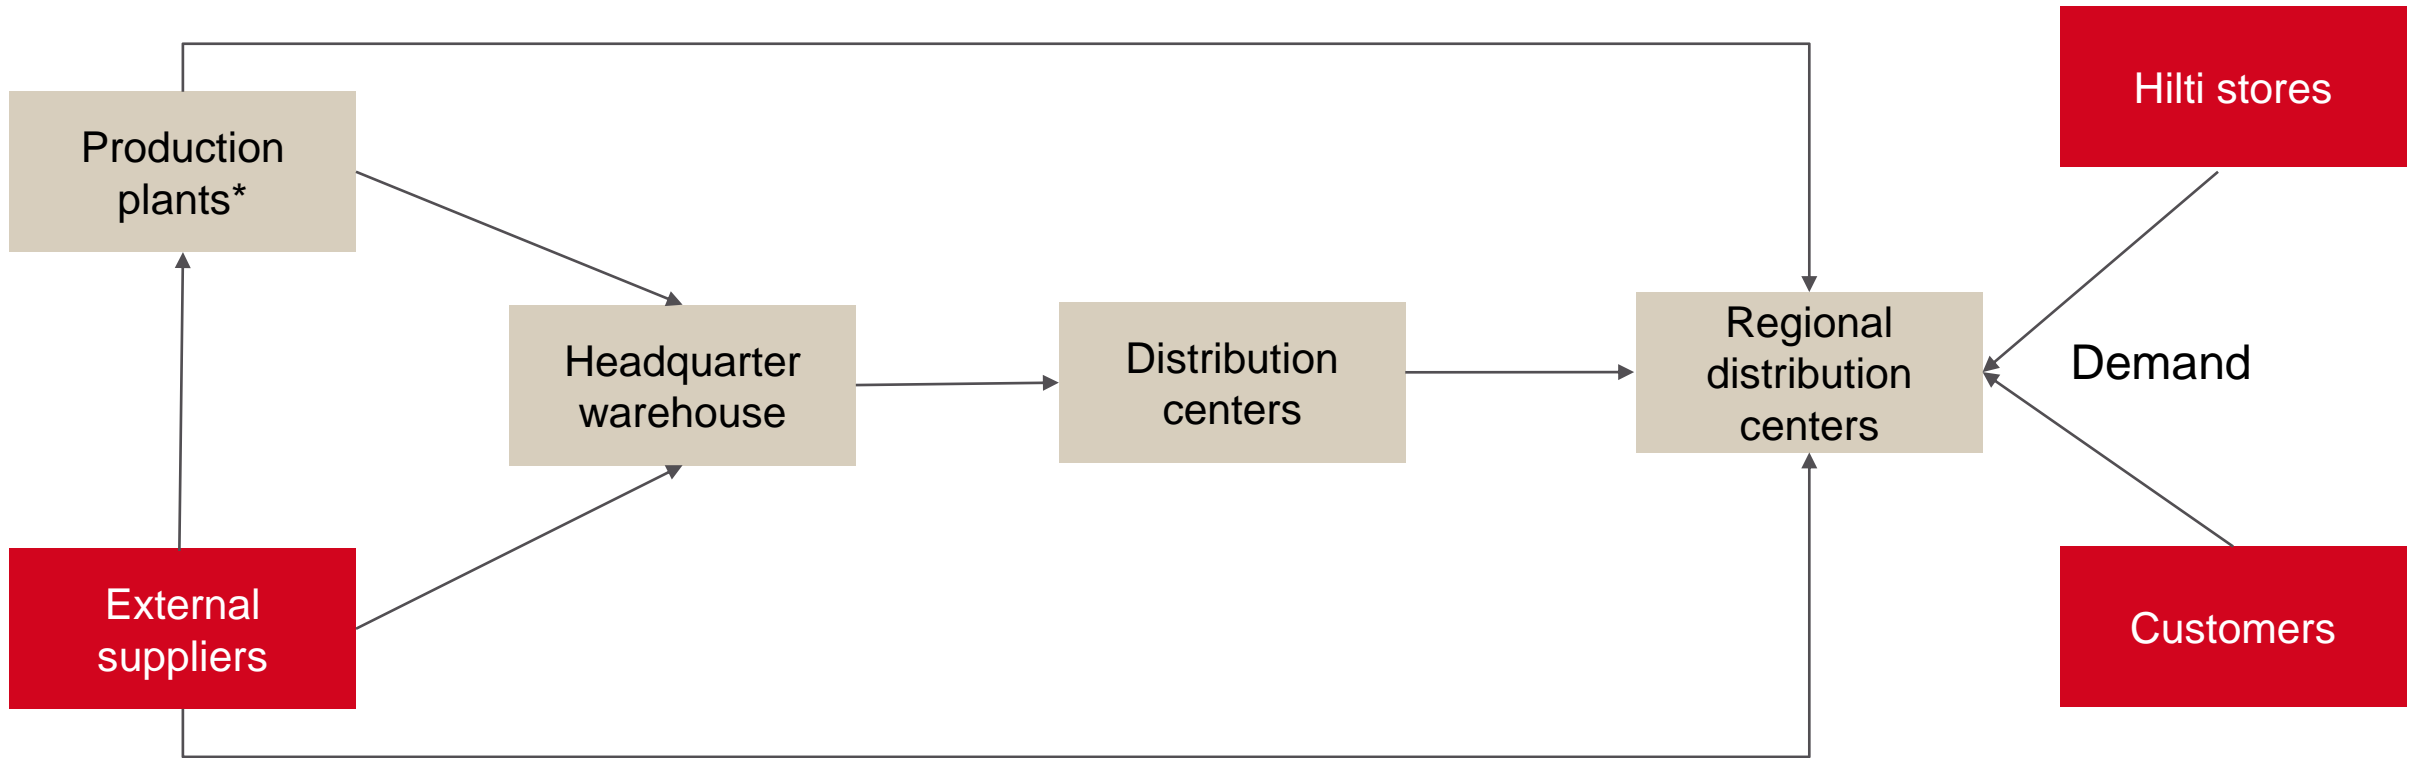 Production
plants*
External
suppliers
Headquarter
warehouse
Distribution
centers
Regional
distribution
centers
Hilti stores
Demand
Customers